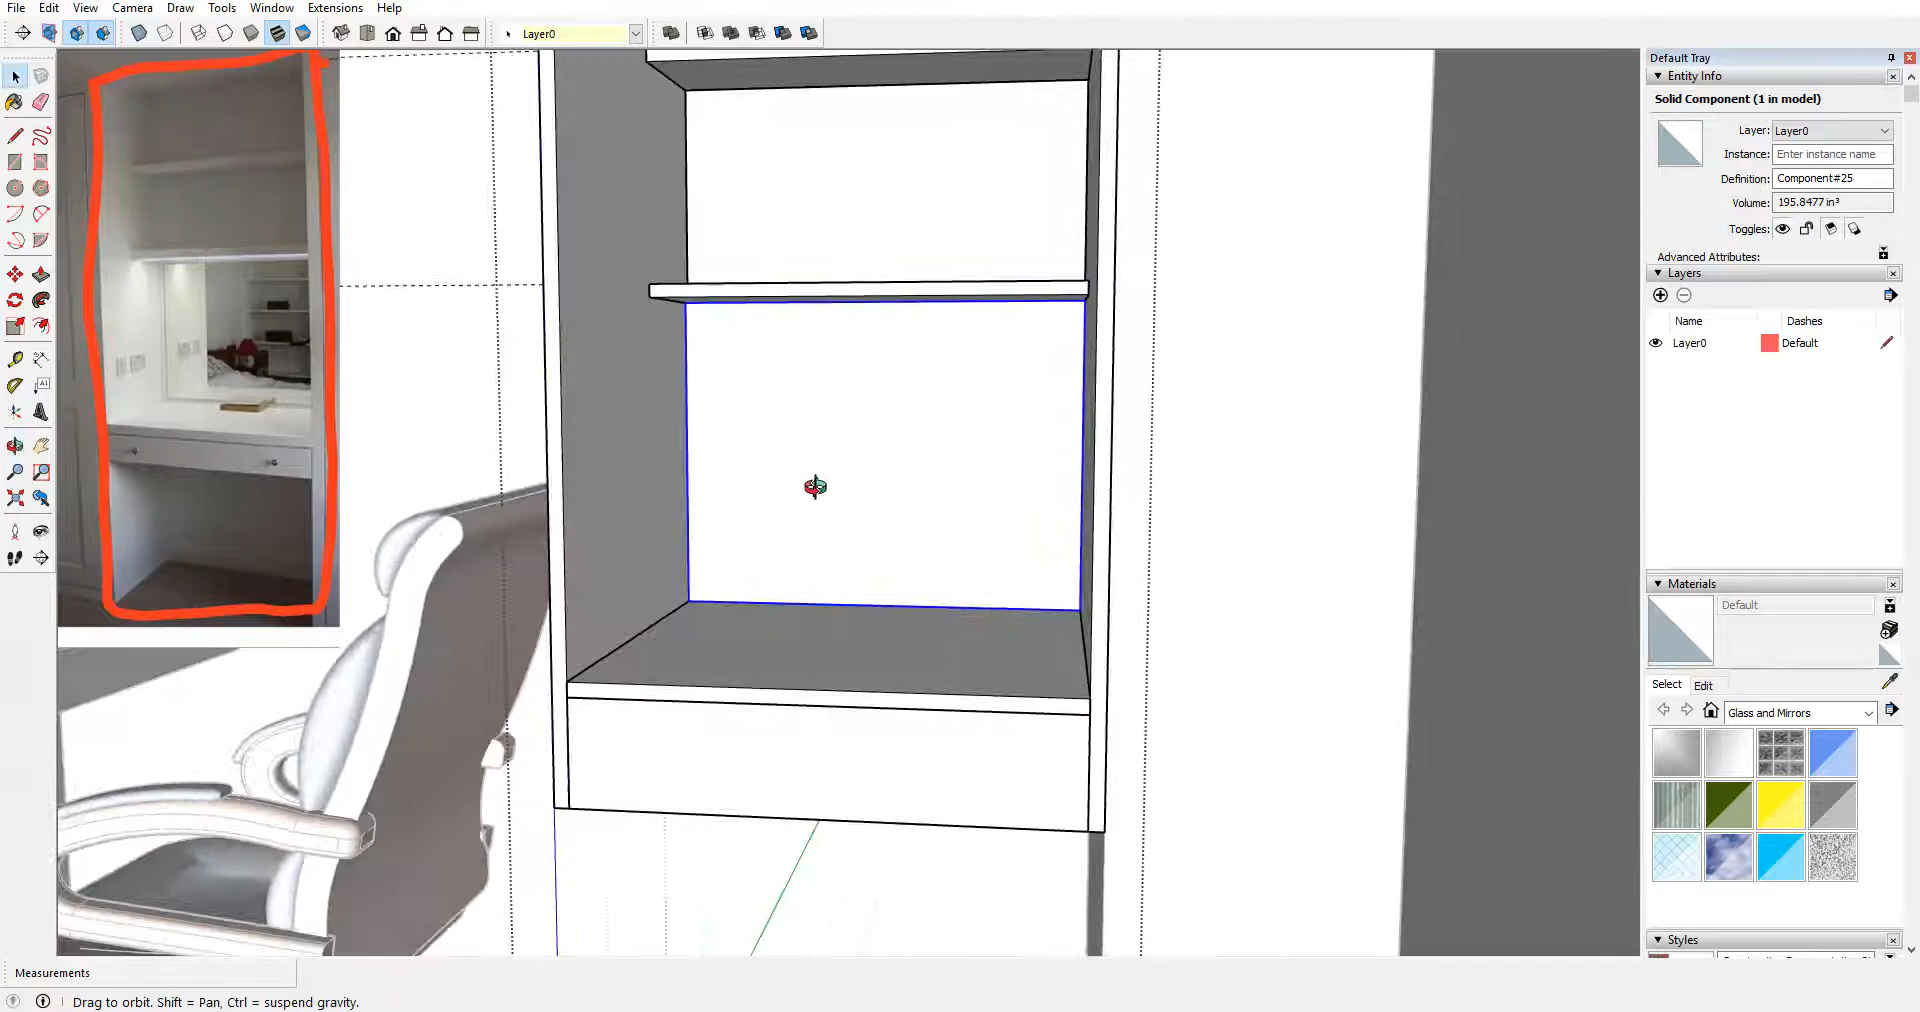 File Edit View Camera Draw Tools Window Extensions Help
Layer0
Default Tray
Entity Info
Solid Component (1 in model)
Layer: Layer0
Instance: Enter instance name
Definition: Component#25
Volume: 195.8477 in³
Toggles:
Advanced Attributes:
Layers
Name Dashes
Layer0 Default
Materials
Default
Select Edit
Glass and Mirrors
Styles
Measurements
Drag to orbit. Shift = Pan, Ctrl = suspend gravity.